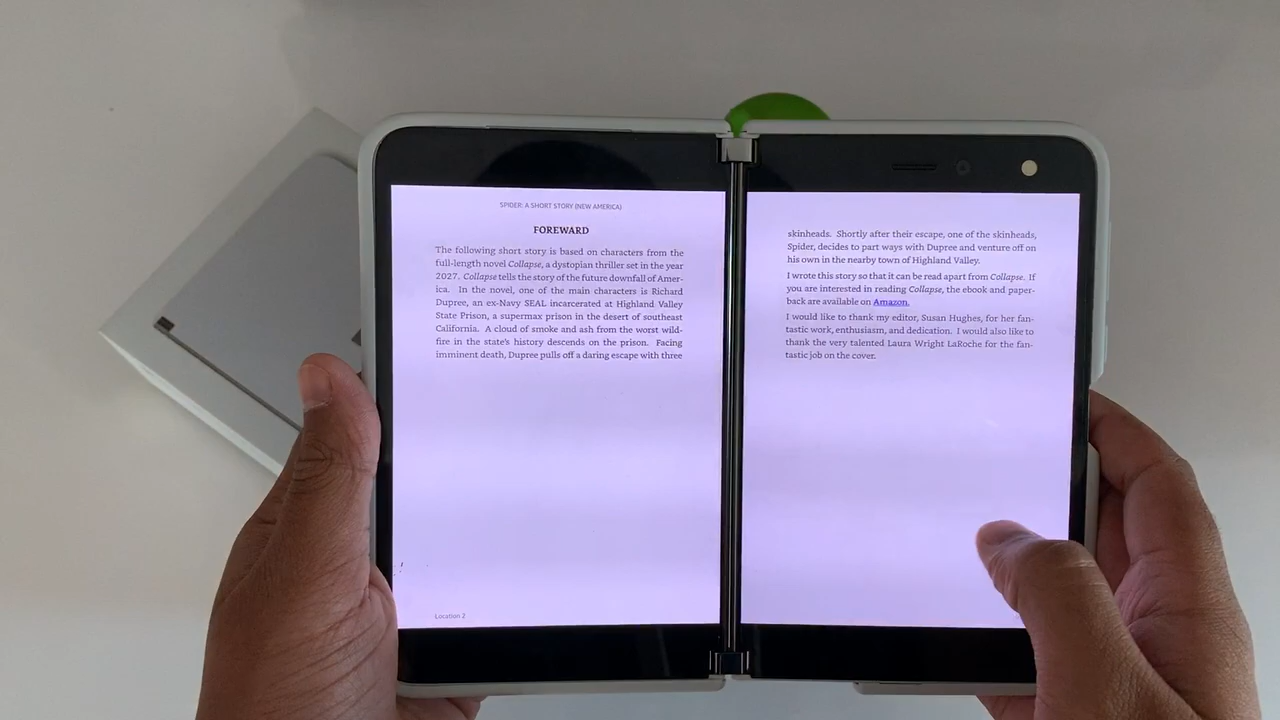 SPIDER: A SHORT STORY (NEW AMERICA)
FOREWARD
The following short story is based on characters from the
full-length novel Collapse, a dystopian thriller set in the year
2027. Collapse tells the story of the future downfall of Amer-
ica. In the novel, one of the main characters is Richard
Dupree, an ex-Navy SEAL incarcerated at Highland Valley
State Prison, a supermax prison in the desert of southeast
California. A cloud of smoke and ash from the worst wild-
fire in the state's history descends on the prison. Facing
imminent death, Dupree pulls off a daring escape with three
Location 2
skinheads. Shortly after their escape, one of the skinheads,
Spider, decides to part ways with Dupree and venture off on
his own in the nearby town of Highland Valley.
I wrote this story so that it can be read apart from Collapse. If
you are interested in reading Collapse, the ebook and paper-
back are available on Amazon.
I would like to thank my editor, Susan Hughes, for her fan-
tastic work, enthusiasm, and dedication. I would also like to
thank the very talented Laura Wright LaRoche for the fan-
tastic job on the cover.